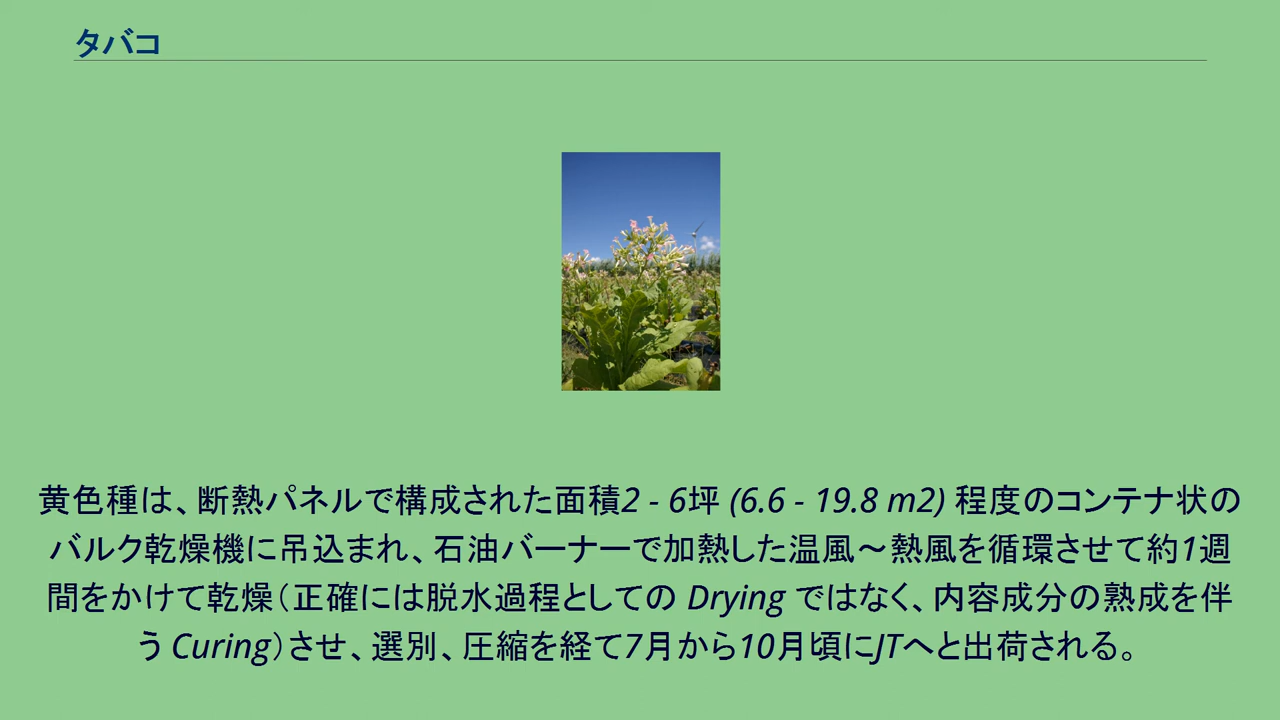 タバコ
黄色種は、断熱パネルで構成された面積2 - 6坪 (6.6 - 19.8 m2) 程度のコンテナ状の
バルク乾燥機に吊込まれ、石油バーナーで加熱した温風〜熱風を循環させて約1週
間をかけて乾燥（正確には脱水過程としての Drying ではなく、内容成分の熟成を伴
う Curing）させ、選別、圧縮を経て7月から10月頃にJTへと出荷される。